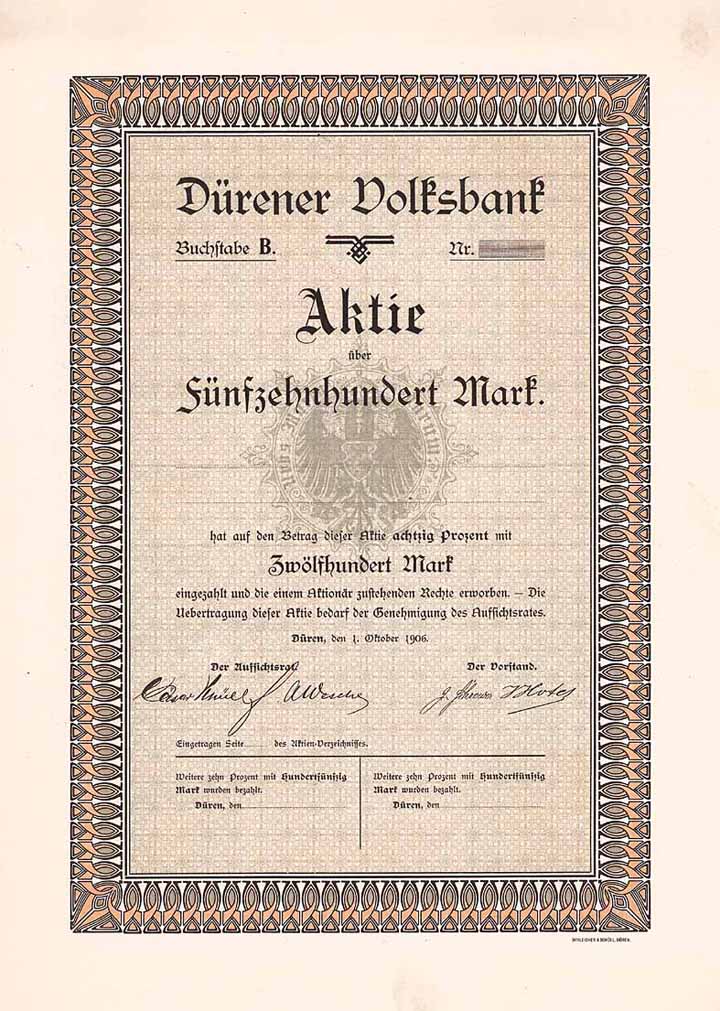 Dürener Volksbank
Buchstabe B. Nr.
Aktie
über
Fünfzehnhundert Mark.
hat auf den Betrag dieser Aktie achtzig Prozent mit
Zwölfhundert Mark
eingezahlt und die einem Aktionär zustehenden Rechte erworben. – Die
Uebertragung dieser Aktie bedarf der Genehmigung des Aufsichtsrates.
Düren, den 1. Oktober 1906.
Der Aufsichtsrat Der Vorstand.
Eingetragen Seite des Aktien-Verzeichnisses.
Weitere zehn Prozent mit Hundertfünfzig
Mark wurden bezahlt.
Düren, den
Weitere zehn Prozent mit Hundertfünfzig
Mark wurden bezahlt.
Düren, den
SCHLEICHER & SCHÜLL, DÜREN.